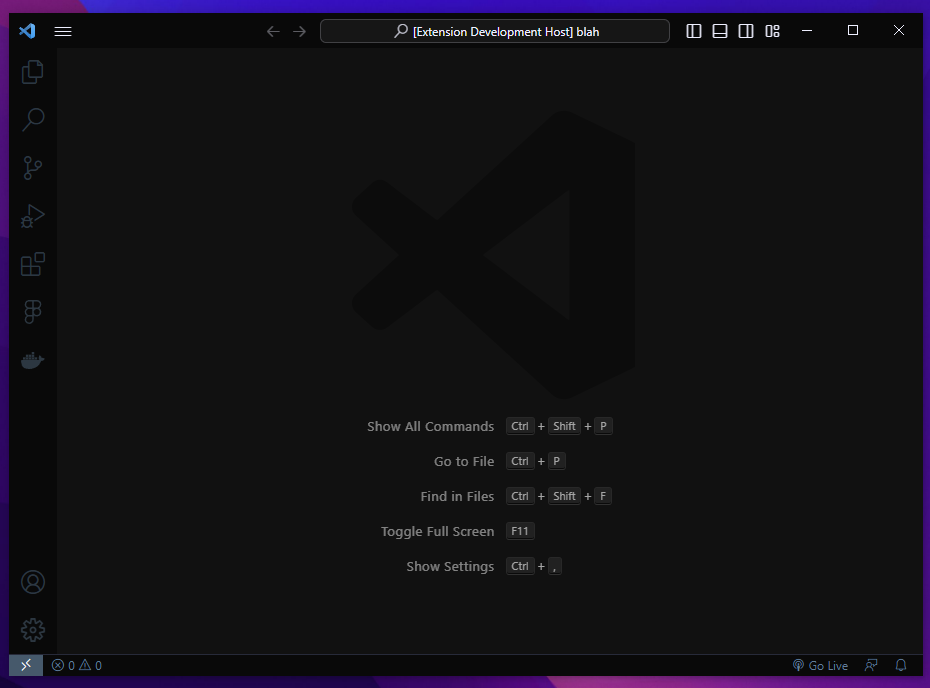 [Extension Development Host] blah
Show All Commands Ctrl + Shift + P
Go to File Ctrl + P
Find in Files Ctrl + Shift + F
Toggle Full Screen F11
Show Settings Ctrl + ,
0 0 Go Live